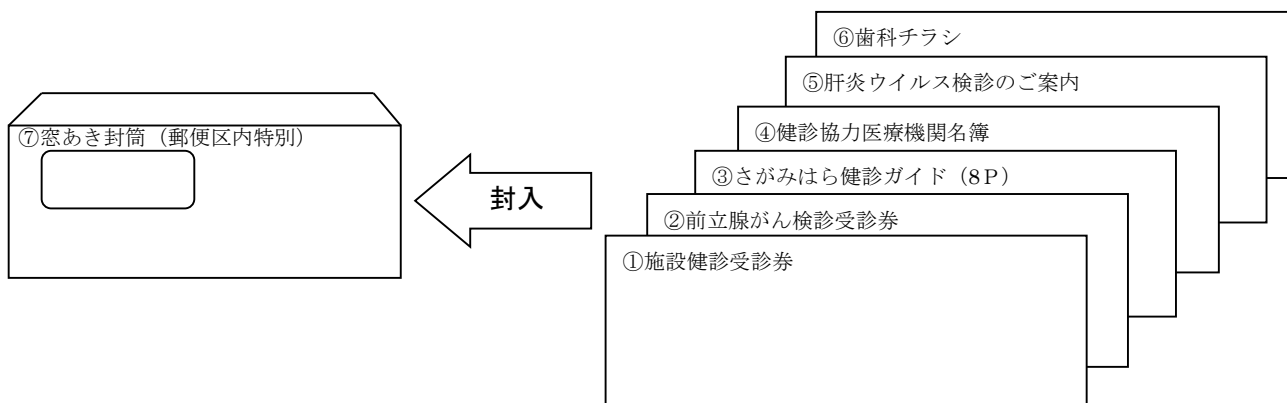 ⑥歯科チラシ
⑤肝炎ウイルス検診のご案内
④健診協力医療機関名簿
③さがみはら健診ガイド（8Ｐ）
②前立腺がん検診受診券
①施設健診受診券
封入
⑦窓あき封筒（郵便区内特別）